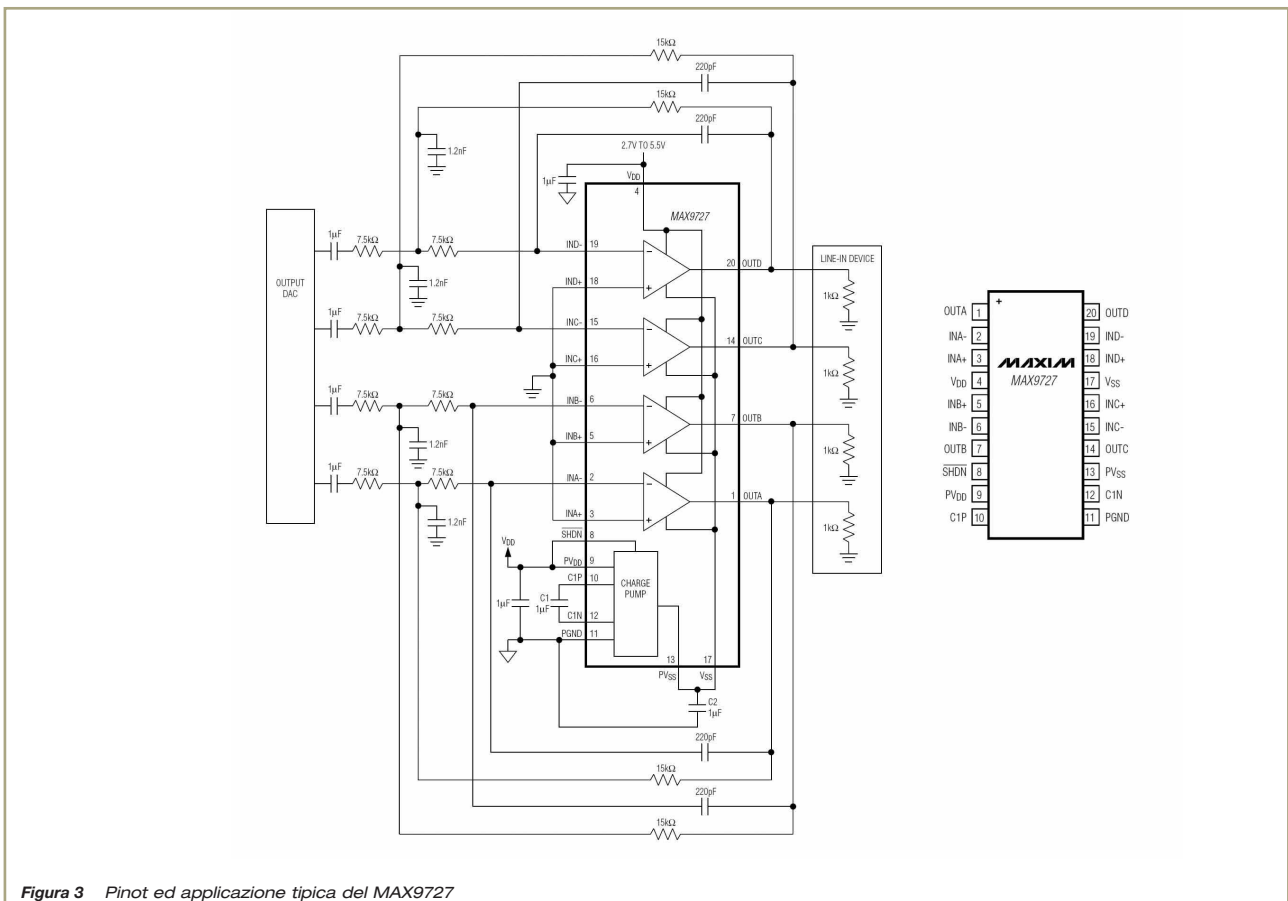 15kΩ
220pF
15kΩ
220pF
1.2nF
2.7V TO 5.5V
1μF
VDD
4
MAX9727
OUTPUT
DAC
1μF
7.5kΩ
7.5kΩ
IND-
19
20
OUTD
LINE-IN DEVICE
1kΩ
1.2nF
IND+
18
1μF
7.5kΩ
7.5kΩ
INC-
15
14
OUTC
1kΩ
INC+
16
1μF
7.5kΩ
7.5kΩ
INB-
6
7
OUTB
1kΩ
1.2nF
INB+
5
1μF
7.5kΩ
7.5kΩ
INA-
2
1
OUTA
1kΩ
1.2nF
INA+
3
SHDN
8
VDD
PVDD
9
C1P
10
CHARGE
PUMP
1μF
C1
1μF
C1N
12
PGND
11
13
17
PVSS
VSS
C2
1μF
220pF
15kΩ
220pF
15kΩ
+
OUTA 1
INA- 2
INA+ 3
VDD 4
INB+ 5
INB- 6
OUTB 7
SHDN 8
PVDD 9
C1P 10
MAXIM
MAX9727
20 OUTD
19 IND-
18 IND+
17 VSS
16 INC+
15 INC-
14 OUTC
13 PVSS
12 C1N
11 PGND
Figura 3 Pinot ed applicazione tipica del MAX9727